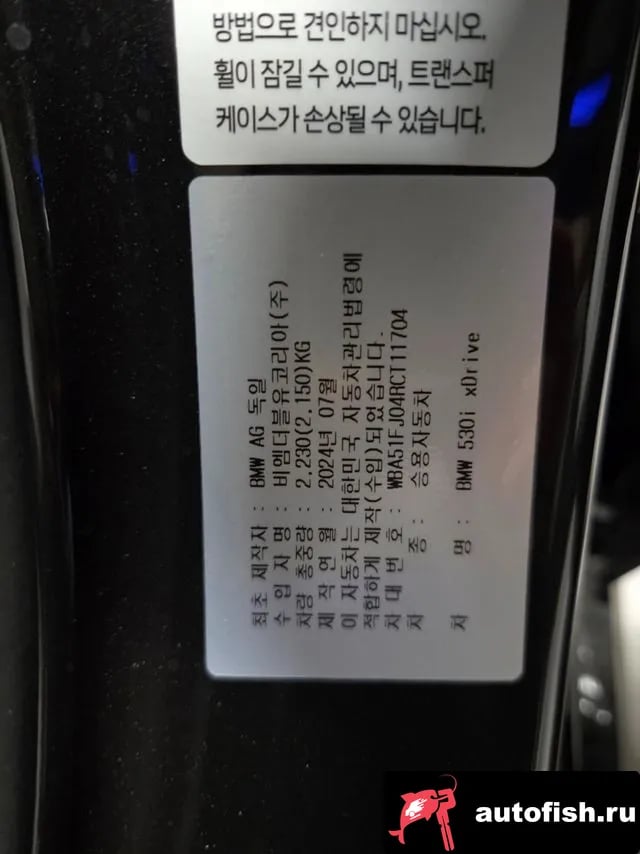 방법으로 견인하지 마십시오.
휠이 잠길 수 있으며, 트랜스퍼
케이스가 손상될 수 있습니다.
최초 제작자 : BMW AG 독일
수 입 자 명 : 비엠더블유코리아(주)
차량 총중량 : 2,230(2,150)KG
제 작 연 월 : 2024년 07월
이 자동차는 대한민국 자동차관리법령에
적합하게 제작(수입)되었습니다.
차 대 번 호 : WBA51FJ04RCT11704
차 종 : 승용자동차
차 명 : BMW 530i xDrive
autofish.ru